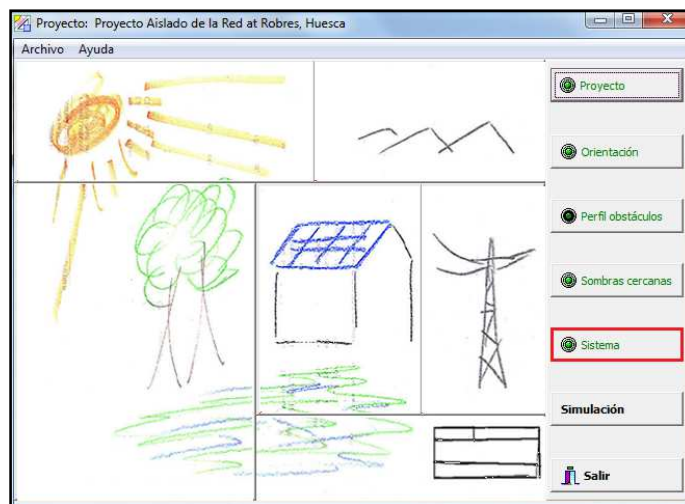 Proyecto: Proyecto Aislado de la Red at Robres, Huesca
Archivo Ayuda
Proyecto
Orientación
Perfil obstáculos
Sombras cercanas
Sistema
Simulación
Salir